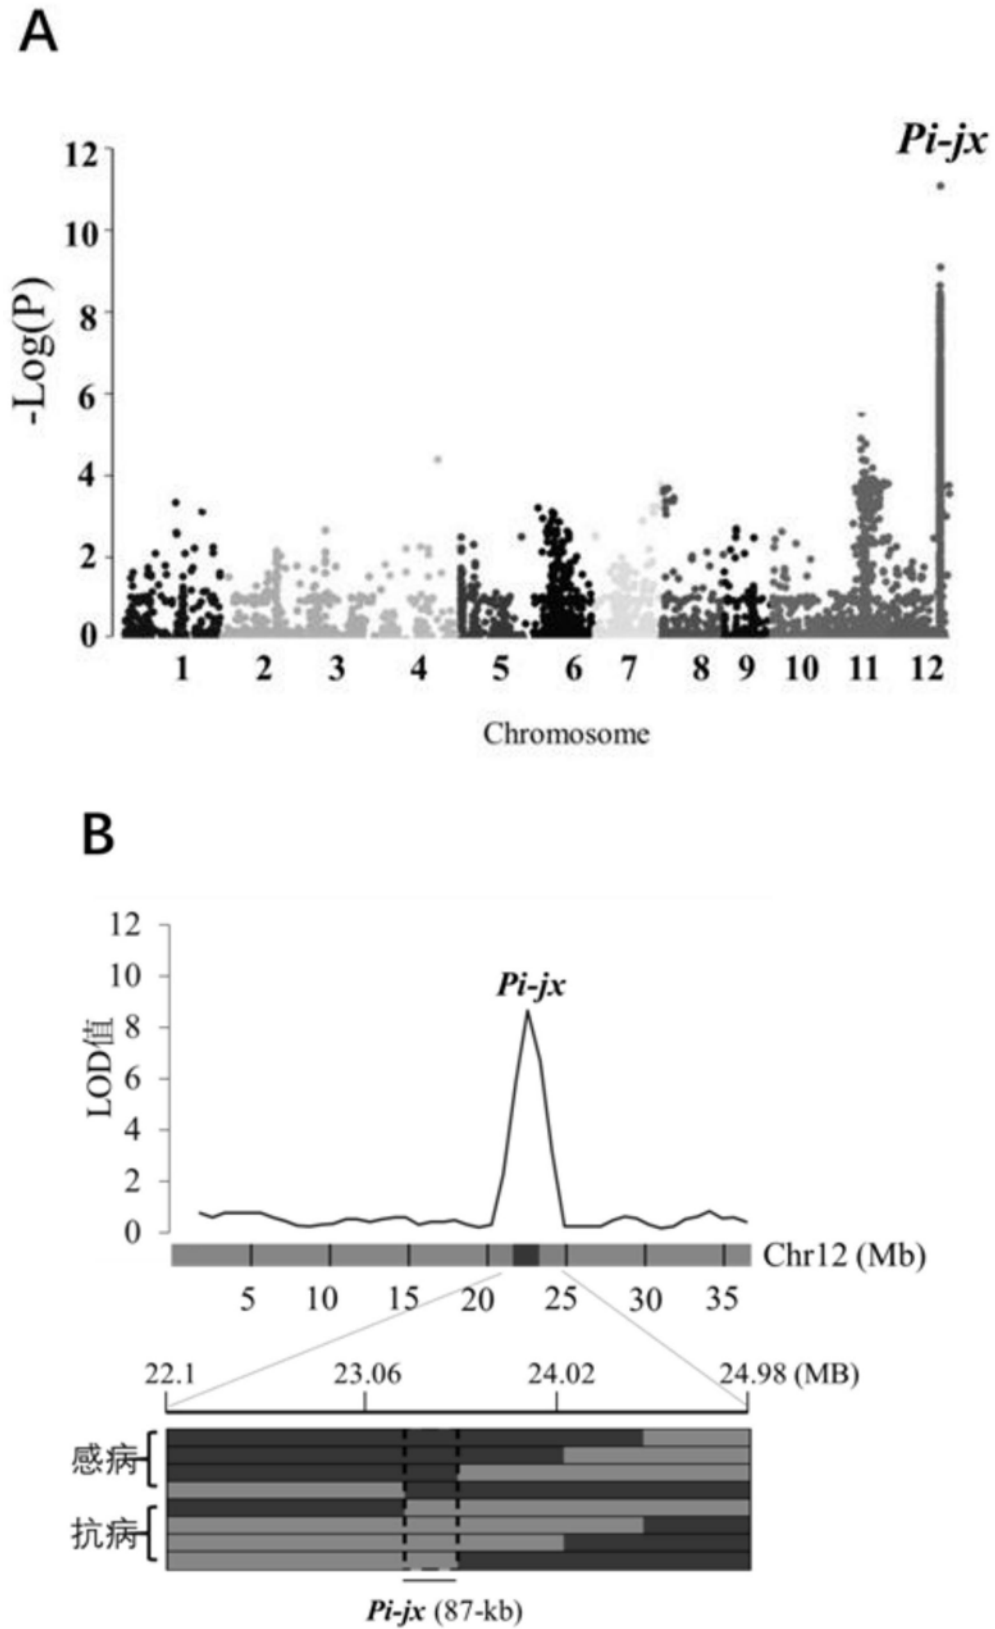 A
Pi-jx
12
10
8
6
4
2
0
-Log(P)
1 2 3 4 5 6 7 8 9 10 11 12
Chromosome
B
12
10
8
6
4
2
0
LOD值
Pi-jx
Chr12 (Mb)
5 10 15 20 25 30 35
22.1 23.06 24.02 24.98 (MB)
感病
抗病
Pi-jx (87-kb)